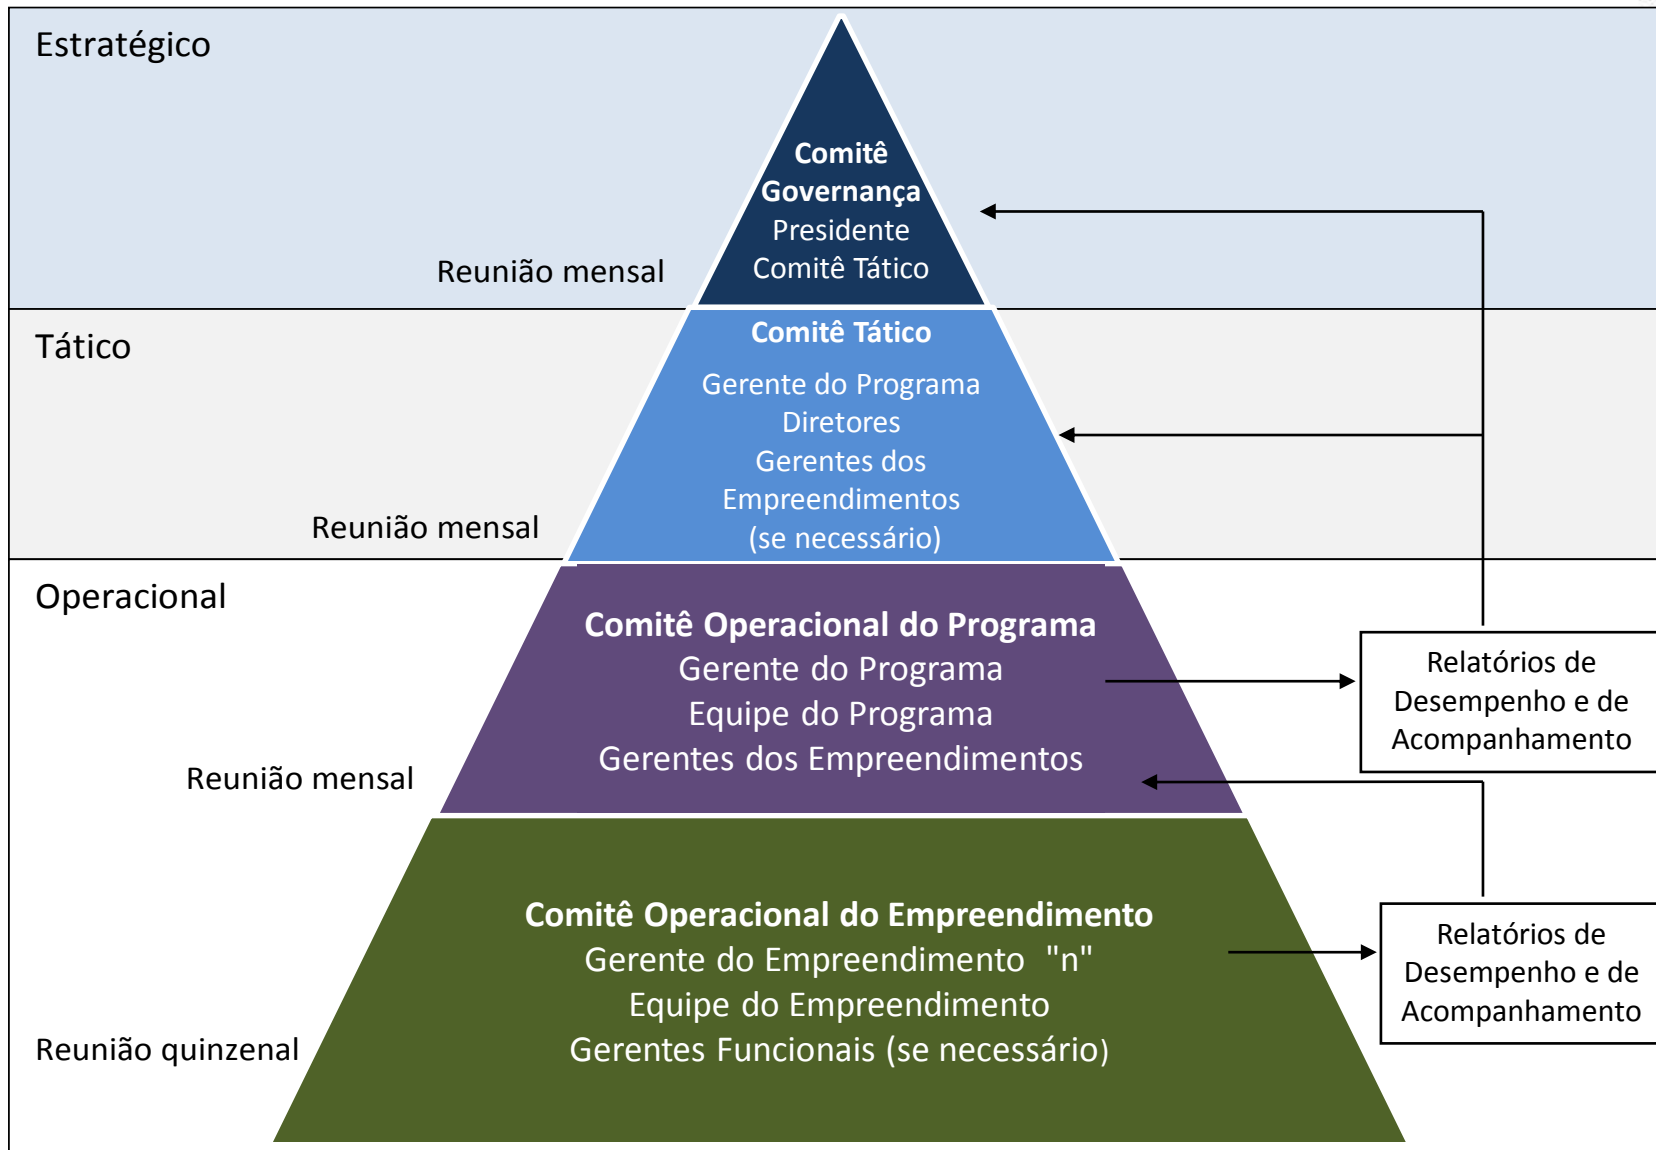 Estratégico
Comitê
Governança
Presidente
Comitê Tático
Reunião mensal
Tático
Comitê Tático
Gerente do Programa
Diretores
Gerentes dos
Empreendimentos
(se necessário)
Reunião mensal
Operacional
Comitê Operacional do Programa
Gerente do Programa
Equipe do Programa
Gerentes dos Empreendimentos
Reunião mensal
Relatórios de
Desempenho e de
Acompanhamento
Comitê Operacional do Empreendimento
Gerente do Empreendimento "n"
Equipe do Empreendimento
Gerentes Funcionais (se necessário)
Reunião quinzenal
Relatórios de
Desempenho e de
Acompanhamento